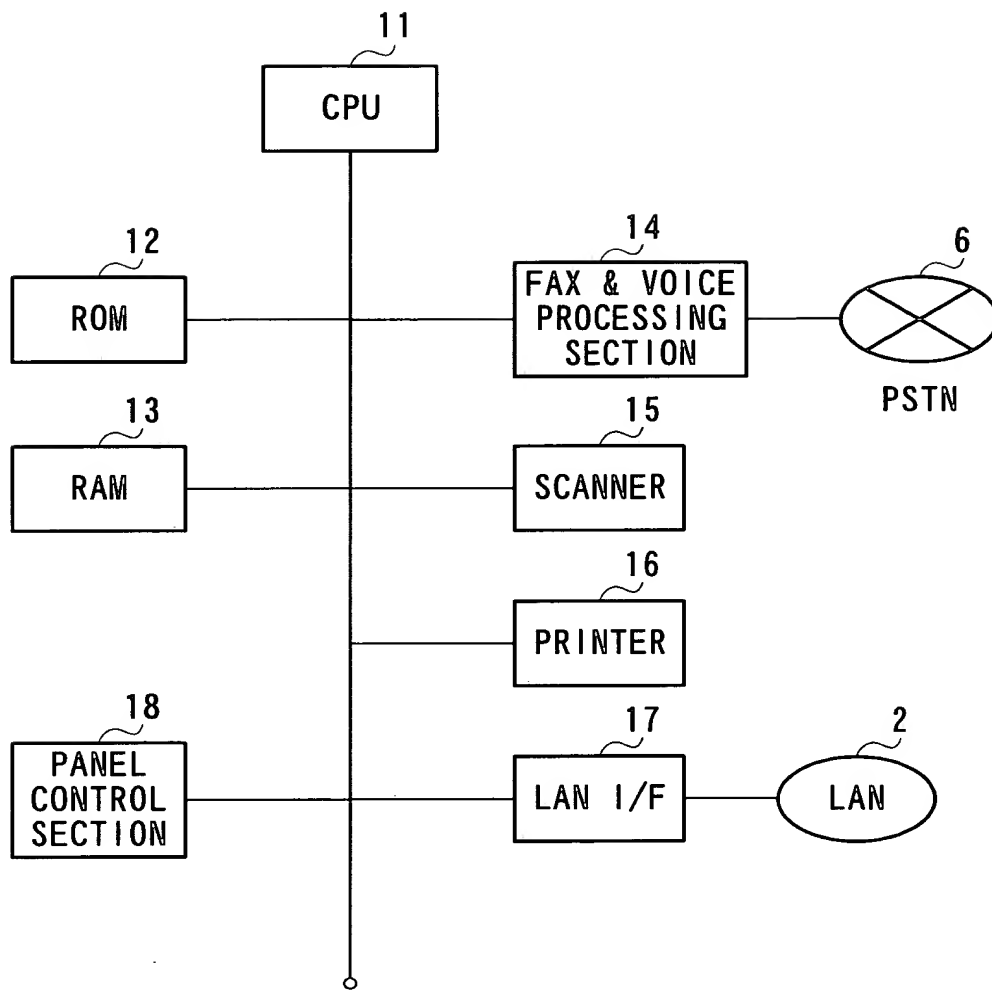 11
CPU
12
ROM
14
FAX & VOICE
PROCESSING
SECTION
6
PSTN
13
RAM
15
SCANNER
16
PRINTER
18
PANEL
CONTROL
SECTION
17
LAN I/F
2
LAN